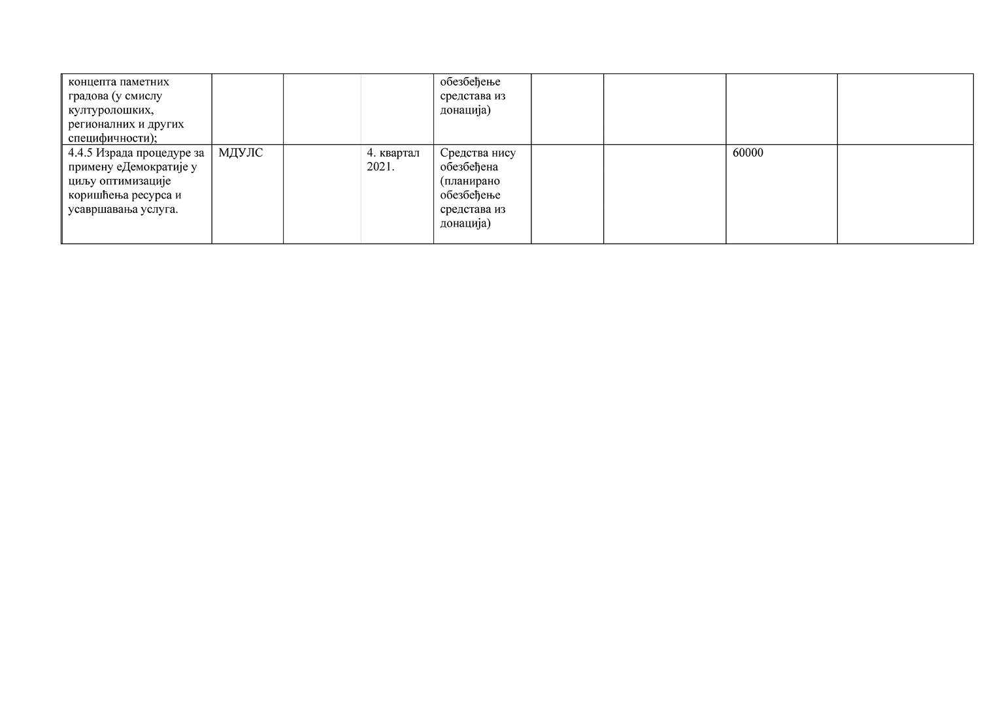 концепта паметних
градова (у смислу
културолошких,
регионалних и других
специфичности);
обезбеђење
средстава из
донација)
4.4.5 Израда процедуре за
примену еДемократије у
циљу оптимизације
коришћења ресурса и
усавршавања услуга.
МДУЛС
4. квартал
2021.
Средства нису
обезбеђена
(планирано
обезбеђење
средстава из
донација)
60000